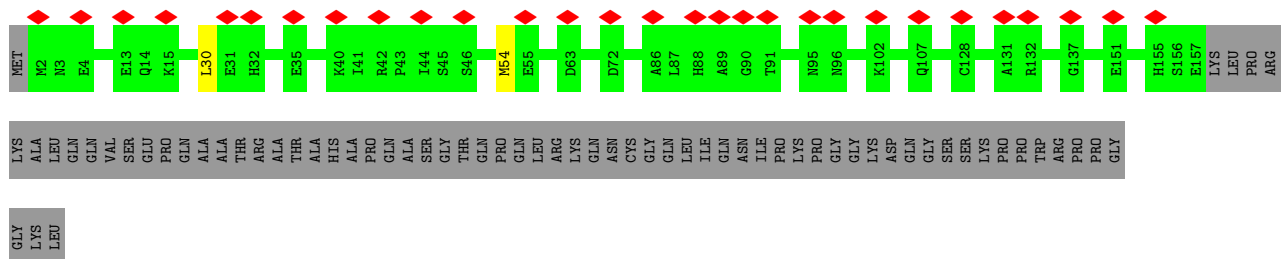 MET M2 N3 E4 E13 Q14 K15 L30 E31 H32 E35 K40 I41 R42 P43 I44 S45 S46 M54 E55 D63 D72 A86 L87 H88 A89 G90 T91 N95 N96 K102 Q107 C128 A131 R132 G137 E151 H155 S156 E157 LYS LEU PRO ARG
LYS ALA LEU GLN GLN VAL SER GLU PRO GLN ALA ALA THR ARG ALA THR ALA HIS ALA PRO GLN ALA SER GLY THR GLN PRO GLN LEU ARG LYS GLN ASN CYS GLY GLN LEU ILE GLN ASN ILE PRO LYS PRO GLY GLY LYS ASP GLN GLY SER SER LYS PRO PRO TRP ARG PRO PRO GLY
GLY LYS LEU